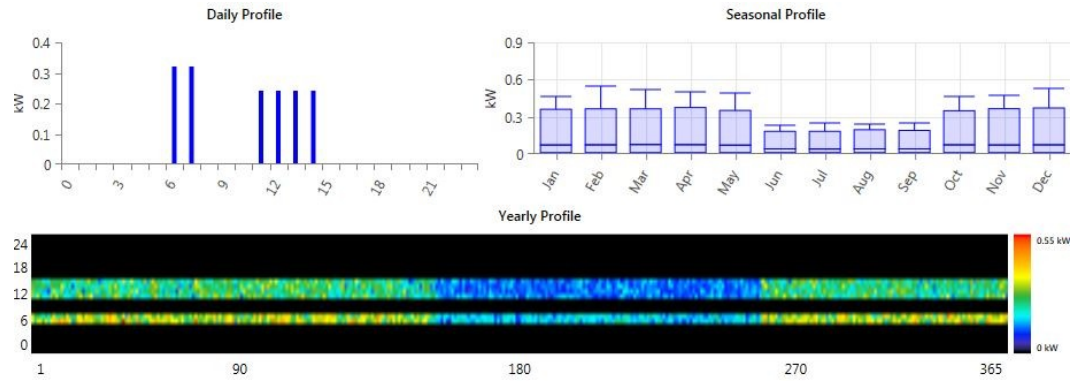 Daily Profile
0.4
0.3
0.2
0.1
0
kW
0 3 6 9 12 15 18 21
Seasonal Profile
0.9
0.6
0.3
0
kW
Jan Feb Mar Apr May Jun Jul Aug Sep Oct Nov Dec
Yearly Profile
24
18
12
6
0
1 90 180 270 365
0.55 kW
0 kW